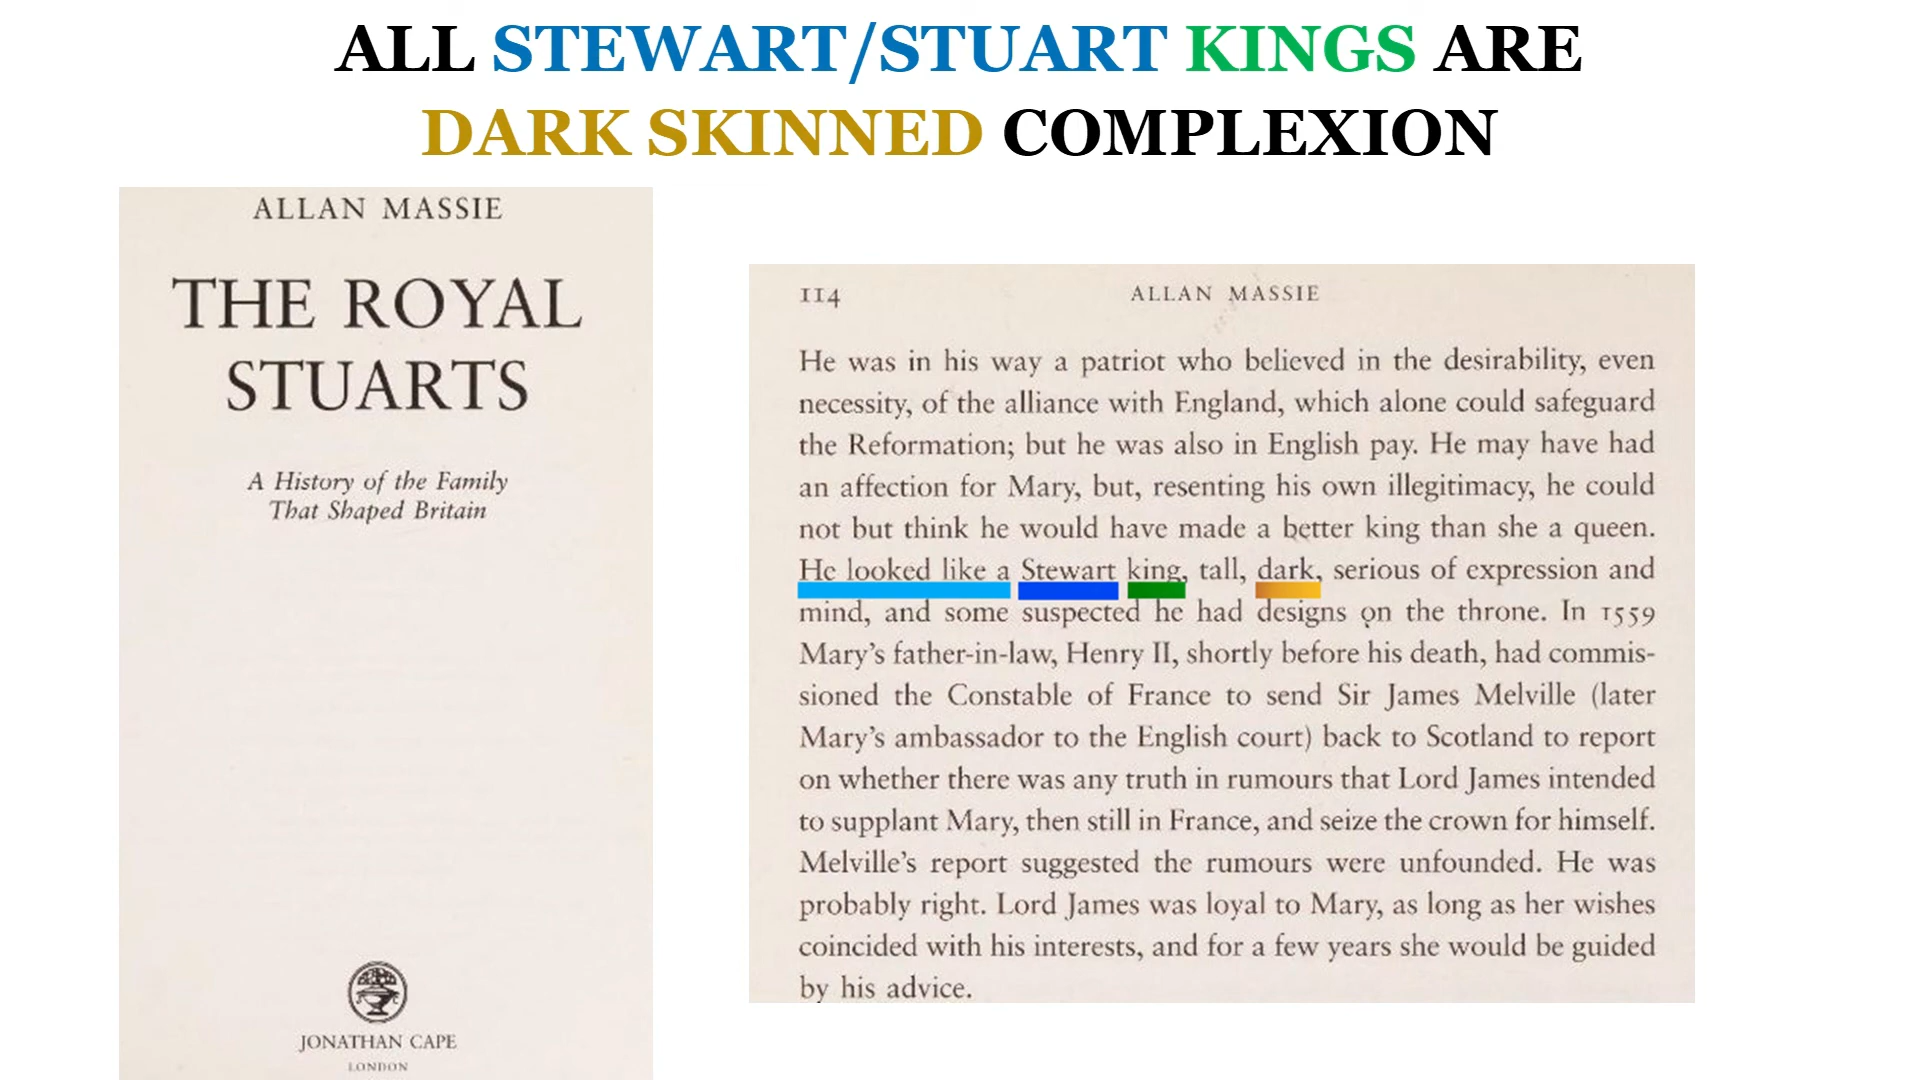 ALL STEWART/STUART KINGS ARE
DARK SKINNED COMPLEXION
ALLAN MASSIE
THE ROYAL
STUARTS
A History of the Family
That Shaped Britain
JONATHAN CAPE
LONDON
114 ALLAN MASSIE
He was in his way a patriot who believed in the desirability, even
necessity, of the alliance with England, which alone could safeguard
the Reformation; but he was also in English pay. He may have had
an affection for Mary, but, resenting his own illegitimacy, he could
not but think he would have made a better king than she a queen.
He looked like a Stewart king, tall, dark, serious of expression and
mind, and some suspected he had designs on the throne. In 1559
Mary's father-in-law, Henry II, shortly before his death, had commis-
sioned the Constable of France to send Sir James Melville (later
Mary's ambassador to the English court) back to Scotland to report
on whether there was any truth in rumours that Lord James intended
to supplant Mary, then still in France, and seize the crown for himself.
Melville's report suggested the rumours were unfounded. He was
probably right. Lord James was loyal to Mary, as long as her wishes
coincided with his interests, and for a few years she would be guided
by his advice.